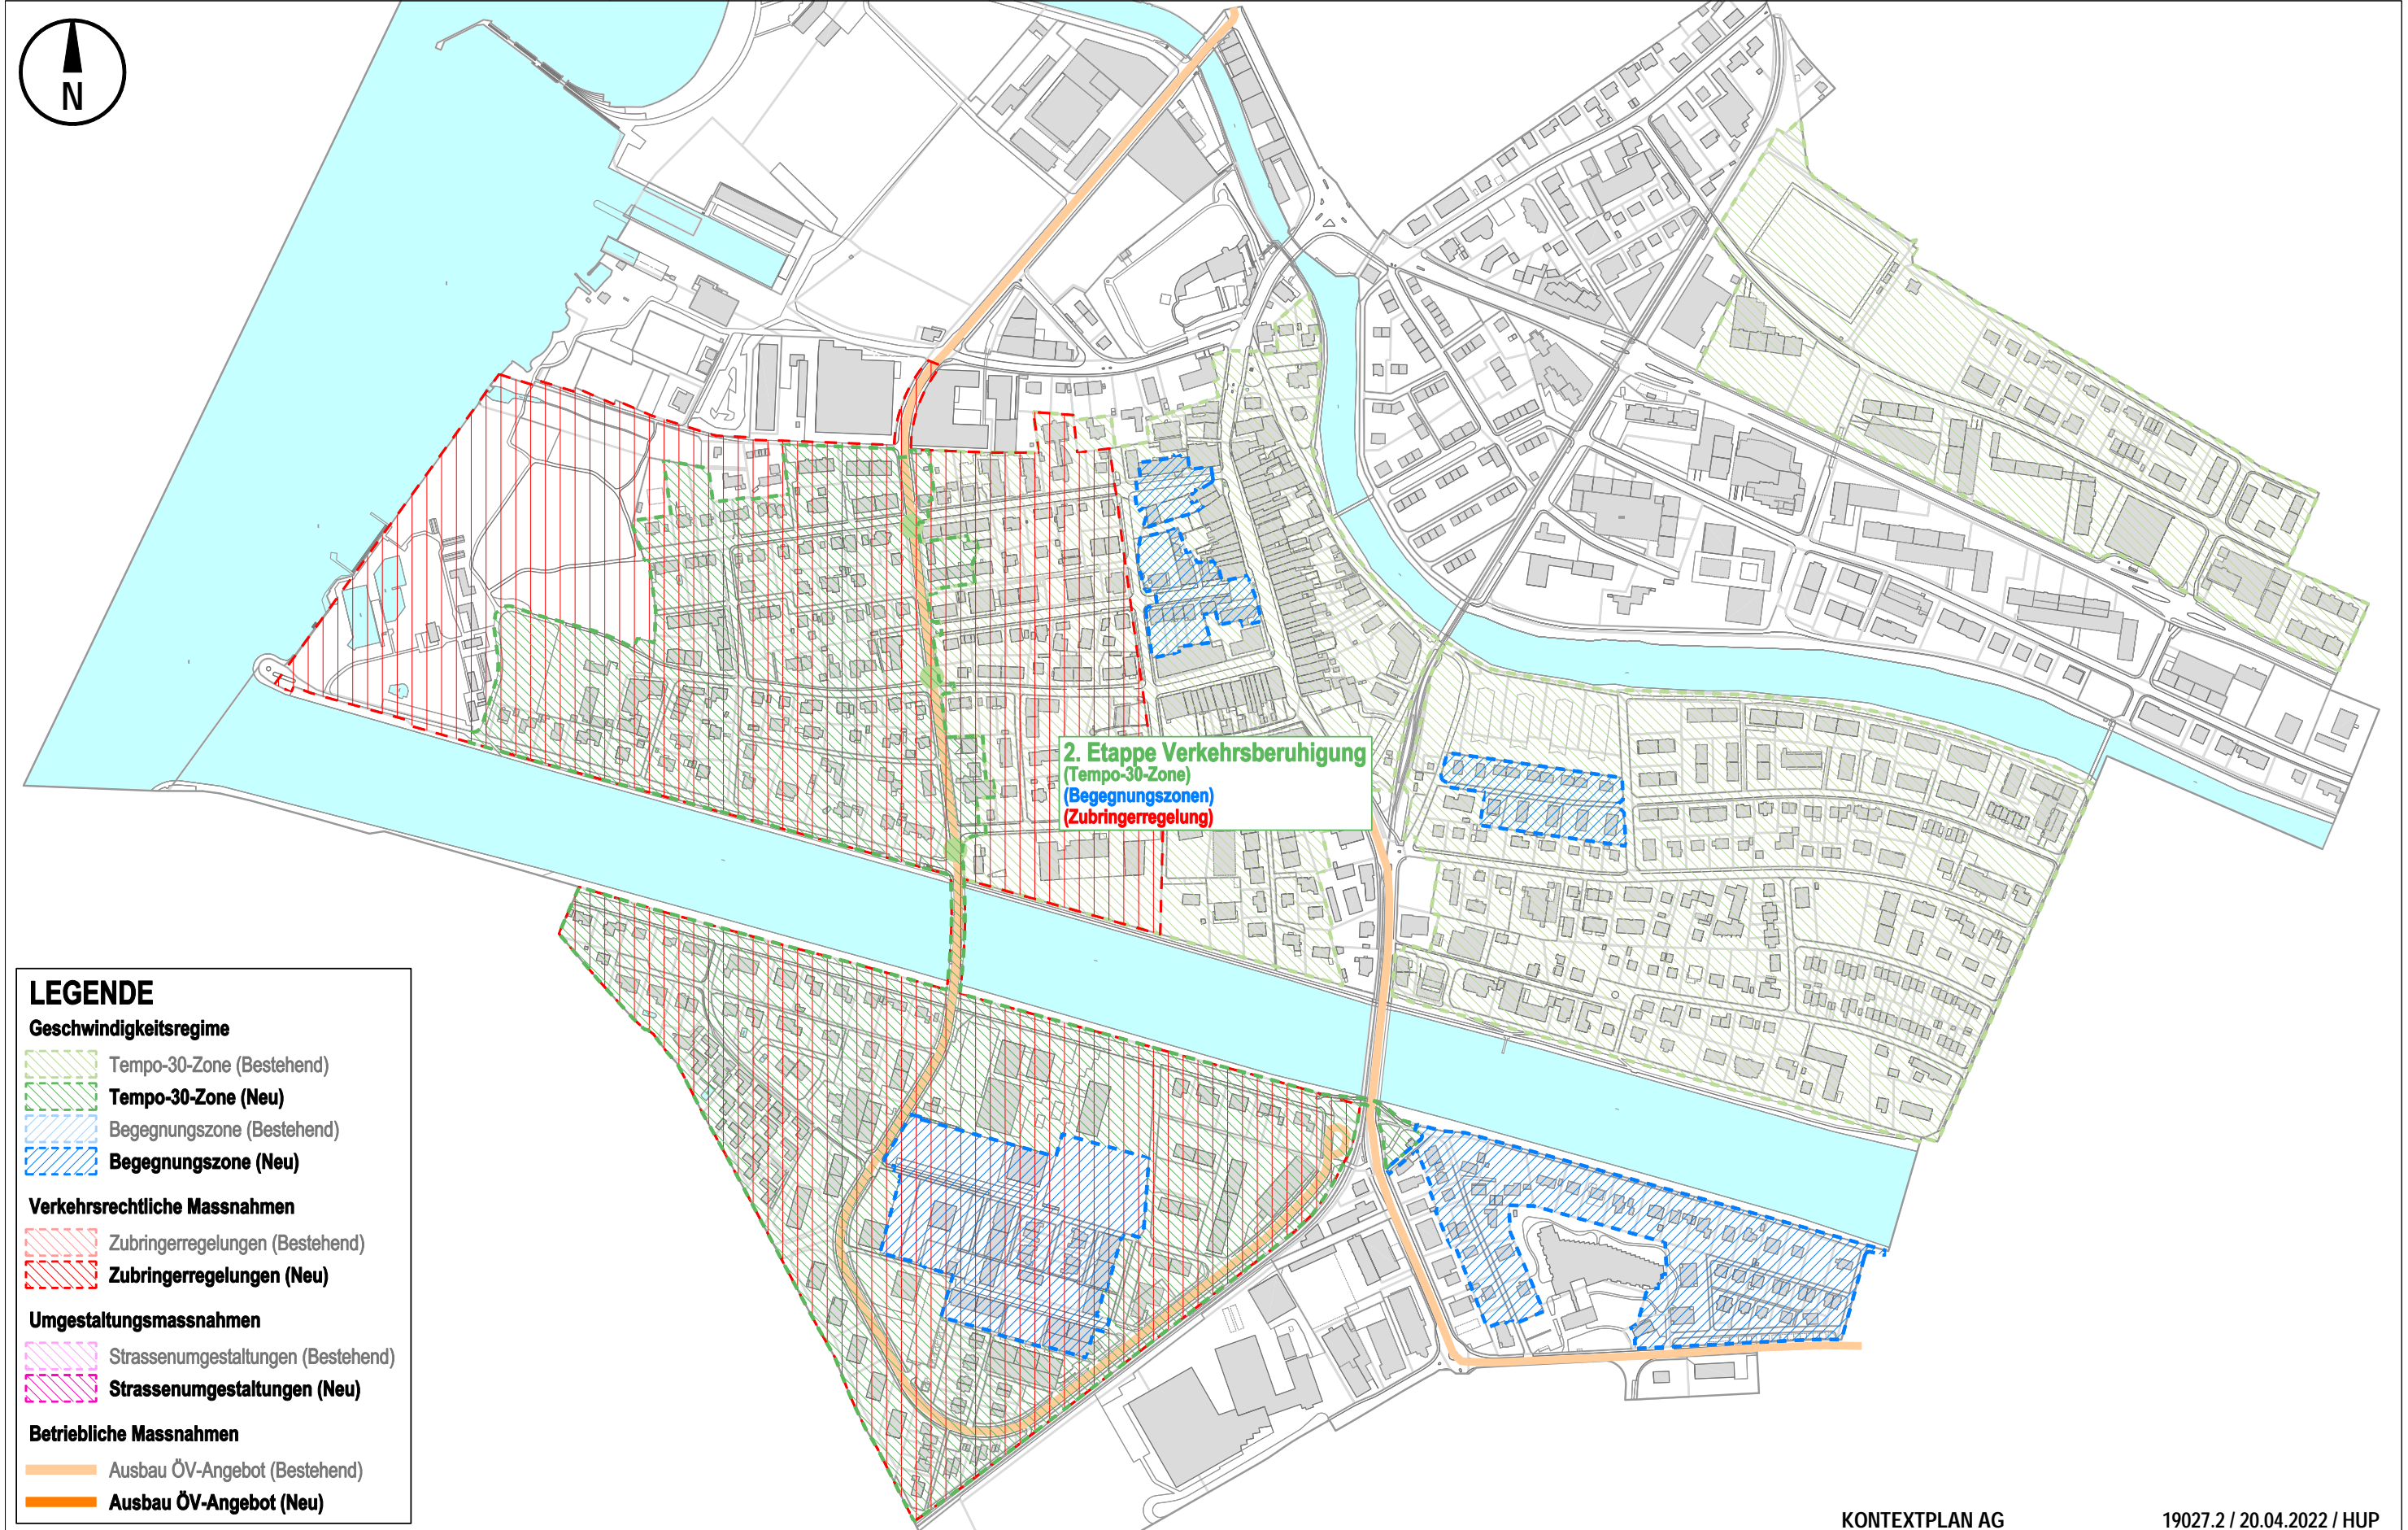 N
2. Etappe Verkehrsberuhigung
(Tempo-30-Zone)
(Begegnungszonen)
(Zubringerregelung)
LEGENDE
Geschwindigkeitsregime
Tempo-30-Zone (Bestehend)
Tempo-30-Zone (Neu)
Begegnungszone (Bestehend)
Begegnungszone (Neu)
Verkehrsrechtliche Massnahmen
Zubringerregelungen (Bestehend)
Zubringerregelungen (Neu)
Umgestaltungsmassnahmen
Strassenumgestaltungen (Bestehend)
Strassenumgestaltungen (Neu)
Betriebliche Massnahmen
Ausbau ÖV-Angebot (Bestehend)
Ausbau ÖV-Angebot (Neu)
KONTEXTPLAN AG
19027.2 / 20.04.2022 / HUP